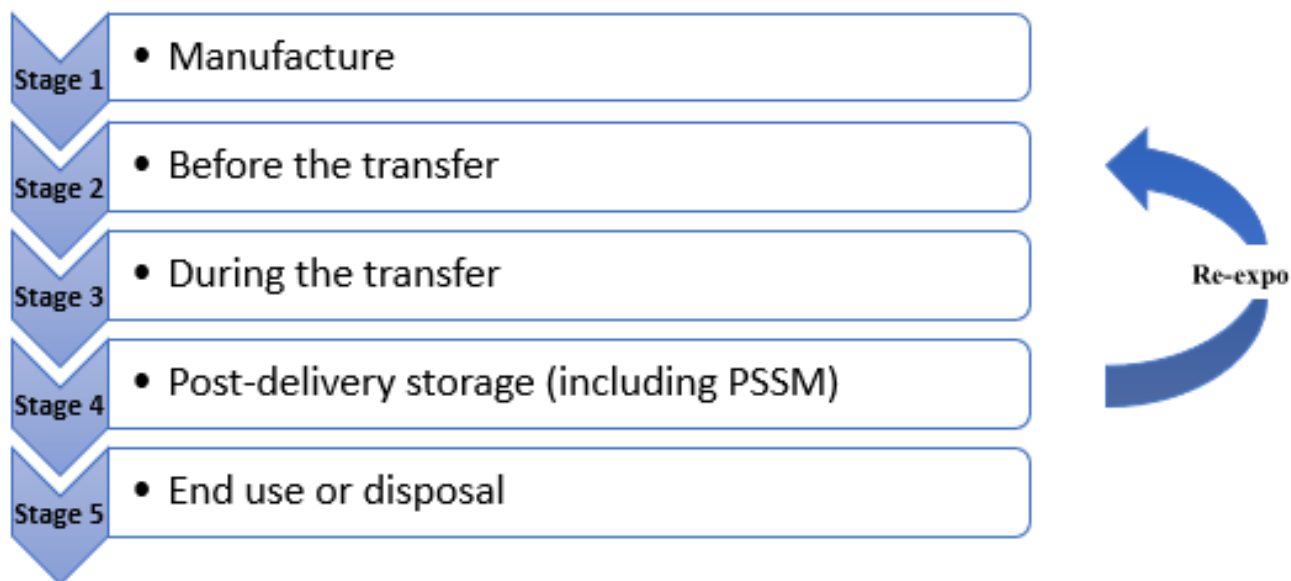 Stage 1
• Manufacture
Stage 2
• Before the transfer
Stage 3
• During the transfer
Re-expo
Stage 4
• Post-delivery storage (including PSSM)
Stage 5
• End use or disposal